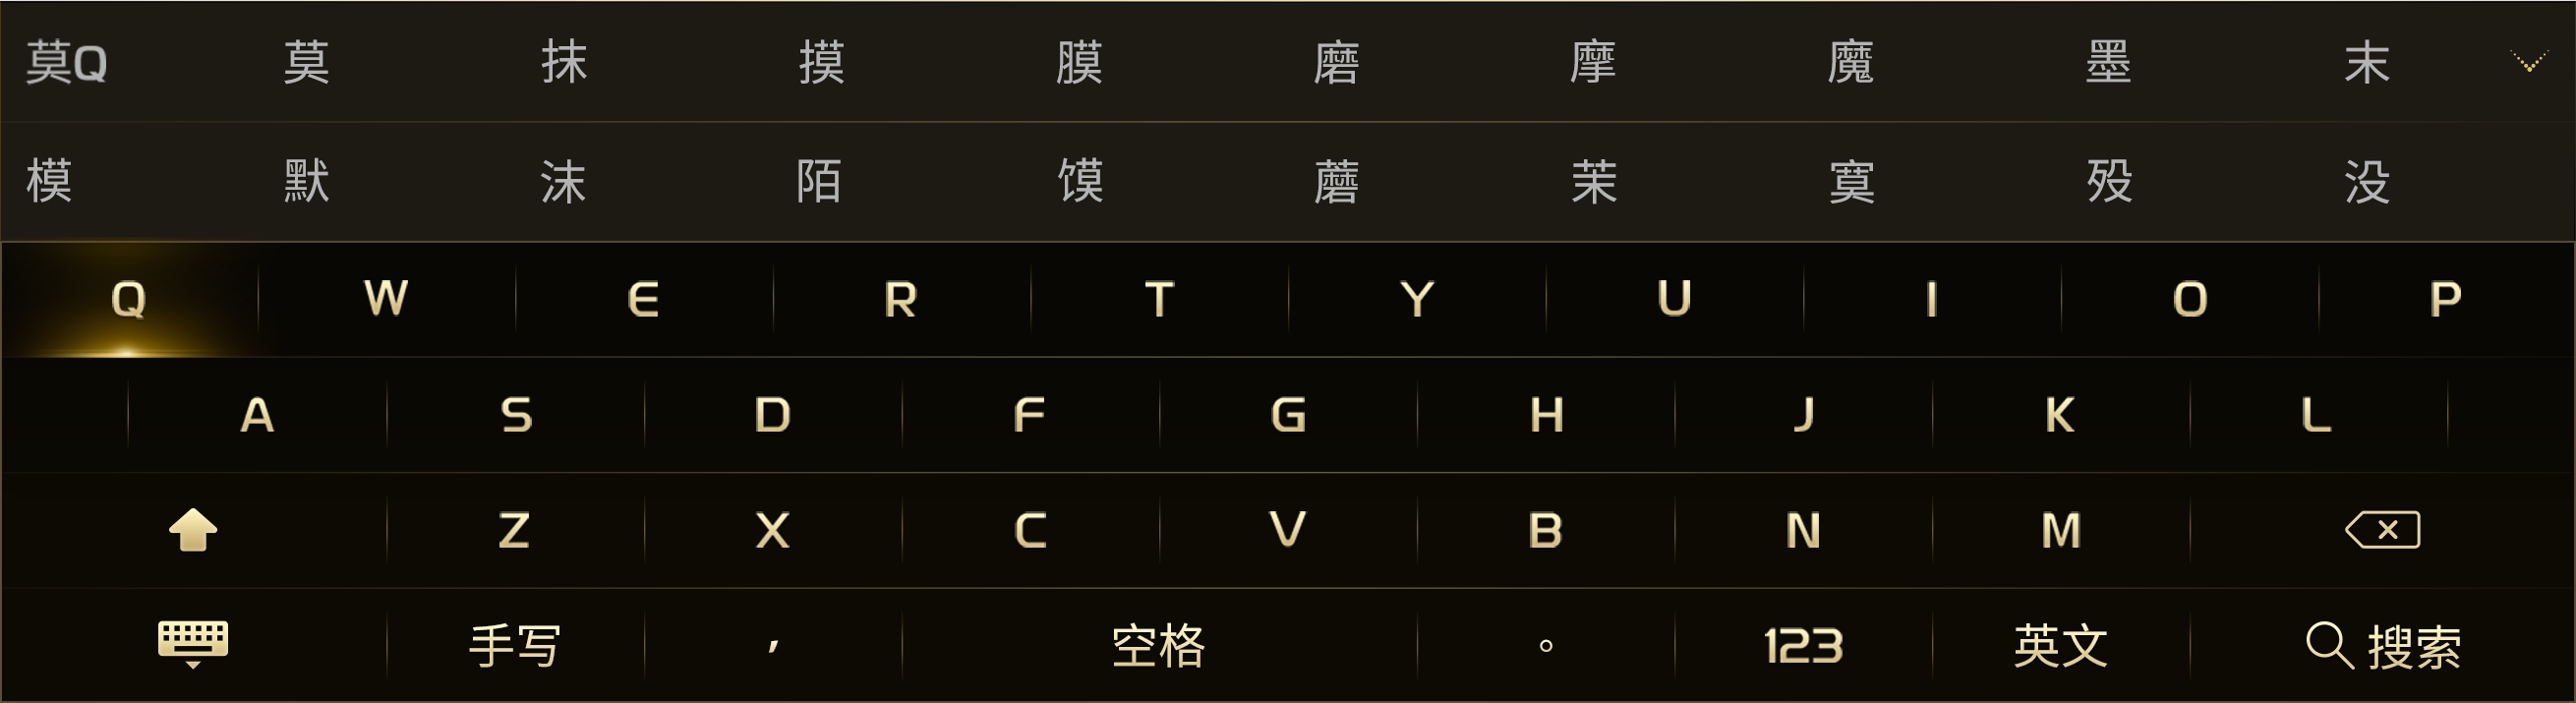 莫Q 莫 抹 摸 膜 磨 摩 魔 墨 末
模 默 沫 陌 馍 蘑 茉 寞 殁 没
Q W E R T Y U I O P
A S D F G H J K L
Z X C V B N M
手写 , 空格 。 123 英文 搜索